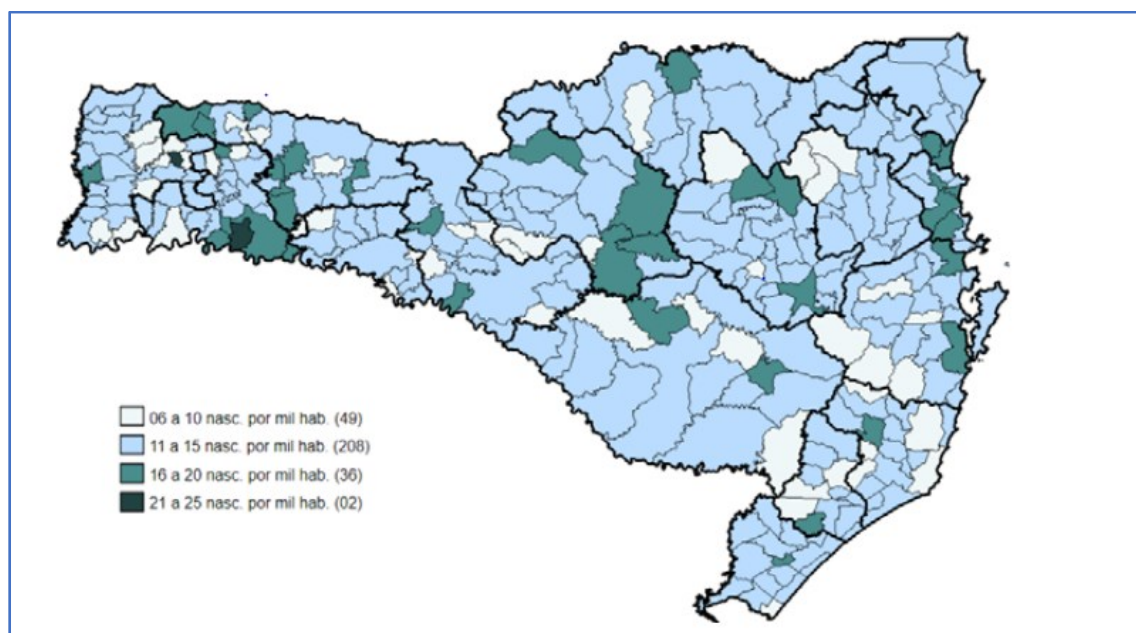 06 a 10 nasc. por mil hab. (49)
11 a 15 nasc. por mil hab. (208)
16 a 20 nasc. por mil hab. (36)
21 a 25 nasc. por mil hab. (02)